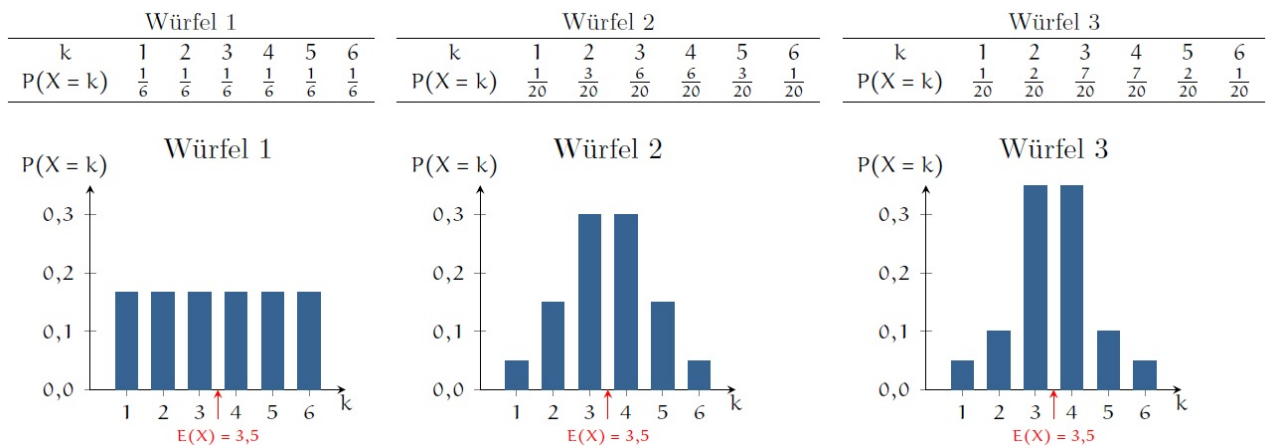 Würfel 1
k 1 2 3 4 5 6
P(X = k) 1/6 1/6 1/6 1/6 1/6 1/6
Würfel 2
k 1 2 3 4 5 6
P(X = k) 1/20 3/20 6/20 6/20 3/20 1/20
Würfel 3
k 1 2 3 4 5 6
P(X = k) 1/20 2/20 7/20 7/20 2/20 1/20
Würfel 1
P(X = k)
0,3
0,2
0,1
0,0
1 2 3 4 5 6 k
E(X) = 3,5
Würfel 2
P(X = k)
0,3
0,2
0,1
0,0
1 2 3 4 5 6 k
E(X) = 3,5
Würfel 3
P(X = k)
0,3
0,2
0,1
0,0
1 2 3 4 5 6 k
E(X) = 3,5